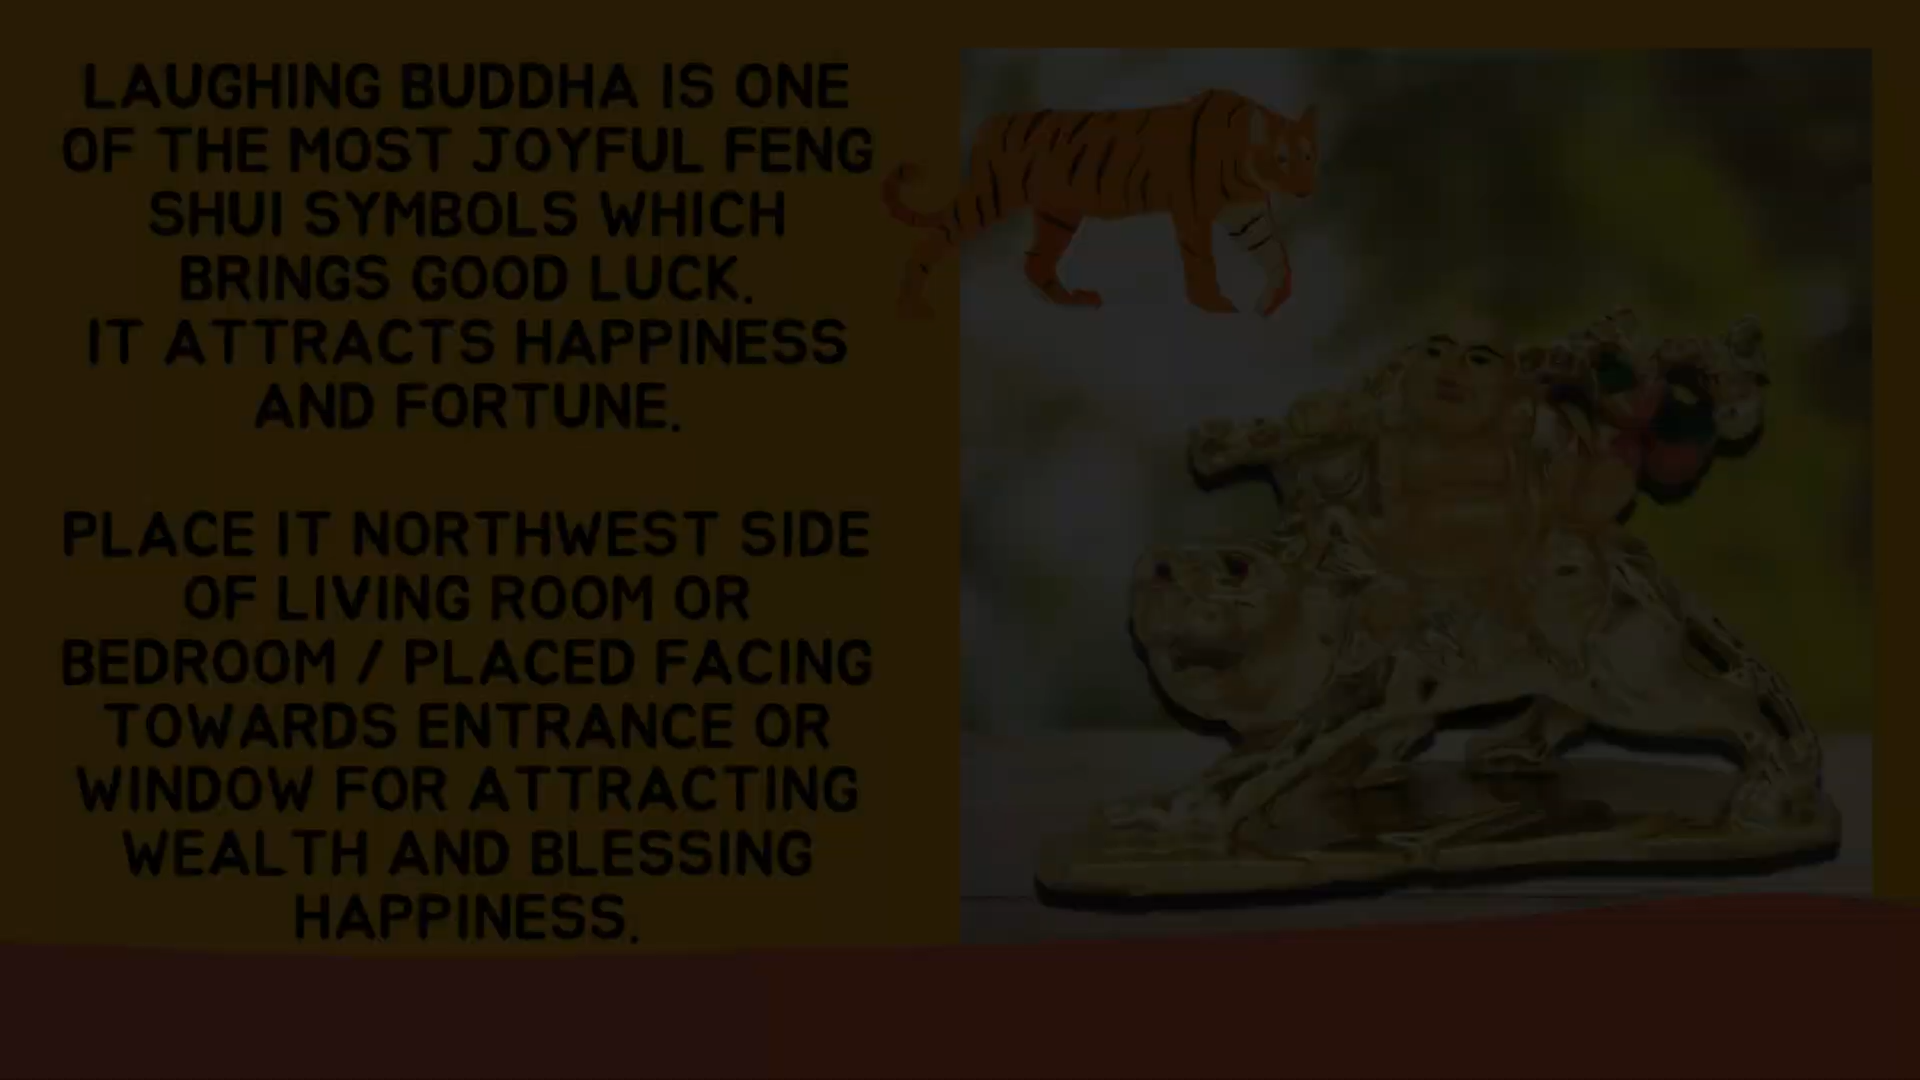 LAUGHING BUDDHA IS ONE
OF THE MOST JOYFUL FENG
SHUI SYMBOLS WHICH
BRINGS GOOD LUCK.
IT ATTRACTS HAPPINESS
AND FORTUNE.
PLACE IT NORTHWEST SIDE
OF LIVING ROOM OR
BEDROOM / PLACED FACING
TOWARDS ENTRANCE OR
WINDOW FOR ATTRACTING
WEALTH AND BLESSING
HAPPINESS.